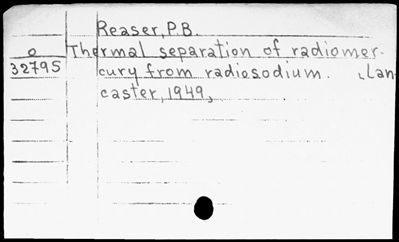 Reaser, P.B.
o Thermal separation of radiomer-
32795 cury from radiosodium. Lan-
caster, 1949,